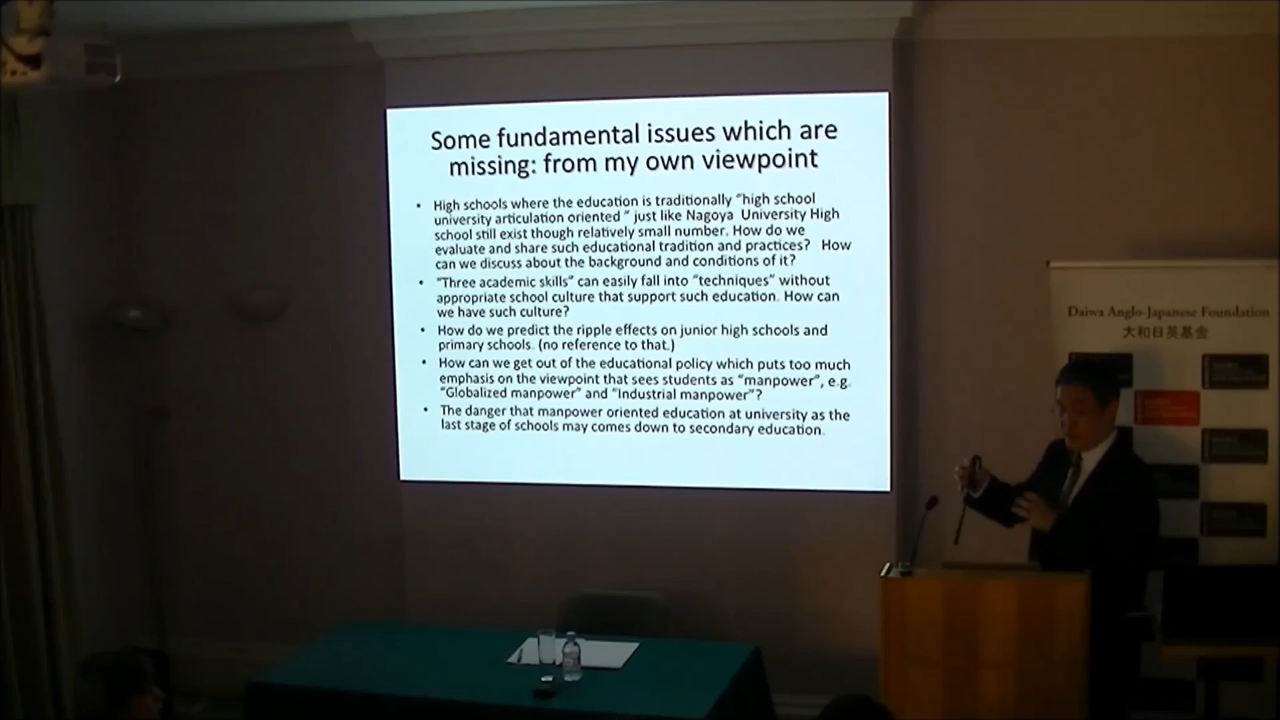 Some fundamental issues which are
missing: from my own viewpoint
• High schools where the education is traditionally "high school
university articulation oriented " just like Nagoya University High
school still exist though relatively small number. How do we
evaluate and share such educational tradition and practices? How
can we discuss about the background and conditions of it?
• "Three academic skills" can easily fall into "techniques" without
appropriate school culture that support such education. How can
we have such culture?
• How do we predict the ripple effects on junior high schools and
primary schools. (no reference to that.)
• How can we get out of the educational policy which puts too much
emphasis on the viewpoint that sees students as "manpower", e.g.
"Globalized manpower" and "Industrial manpower"?
• The danger that manpower oriented education at university as the
last stage of schools may comes down to secondary education.
Daiwa Anglo-Japanese Foundation
大和日英基金